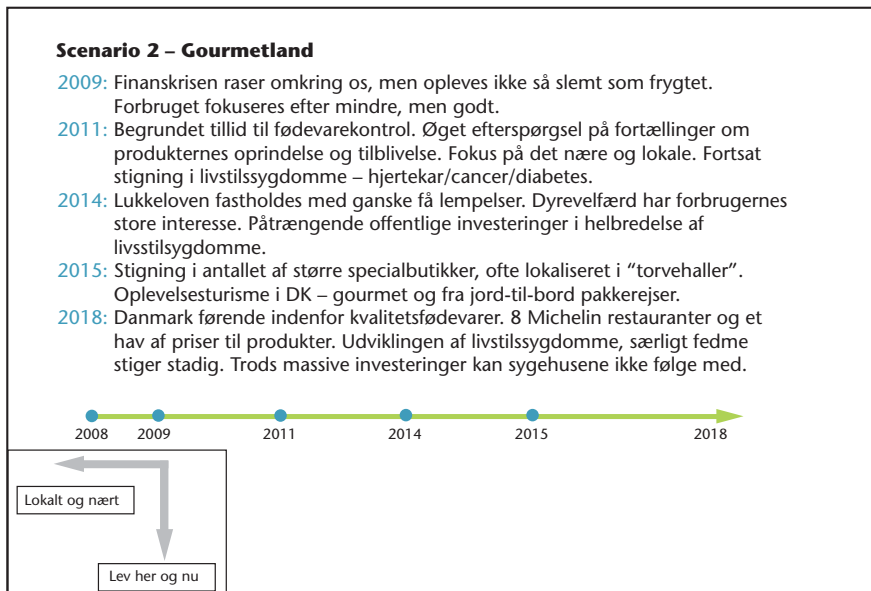 Scenario 2 – Gourmetland
2009: Finanskrisen raser omkring os, men opleves ikke så slemt som frygtet.
Forbruget fokuseres efter mindre, men godt.
2011: Begrundet tillid til fødevarekontrol. Øget efterspørgsel på fortællinger om
produkternes oprindelse og tilblivelse. Fokus på det nære og lokale. Fortsat
stigning i livstilssygdomme – hjertekar/cancer/diabetes.
2014: Lukkeloven fastholdes med ganske få lempelser. Dyrevelfærd har forbrugernes
store interesse. Påtrængende offentlige investeringer i helbredelse af
livsstilsygdomme.
2015: Stigning i antallet af større specialbutikker, ofte lokaliseret i “torvehaller”.
Oplevelsesturisme i DK – gourmet og fra jord-til-bord pakkerejser.
2018: Danmark førende indenfor kvalitetsfødevarer. 8 Michelin restauranter og et
hav af priser til produkter. Udviklingen af livstilssygdomme, særligt fedme
stiger stadig. Trods massive investeringer kan sygehusene ikke følge med.
2008 2009 2011 2014 2015 2018
Lokalt og nært
Lev her og nu